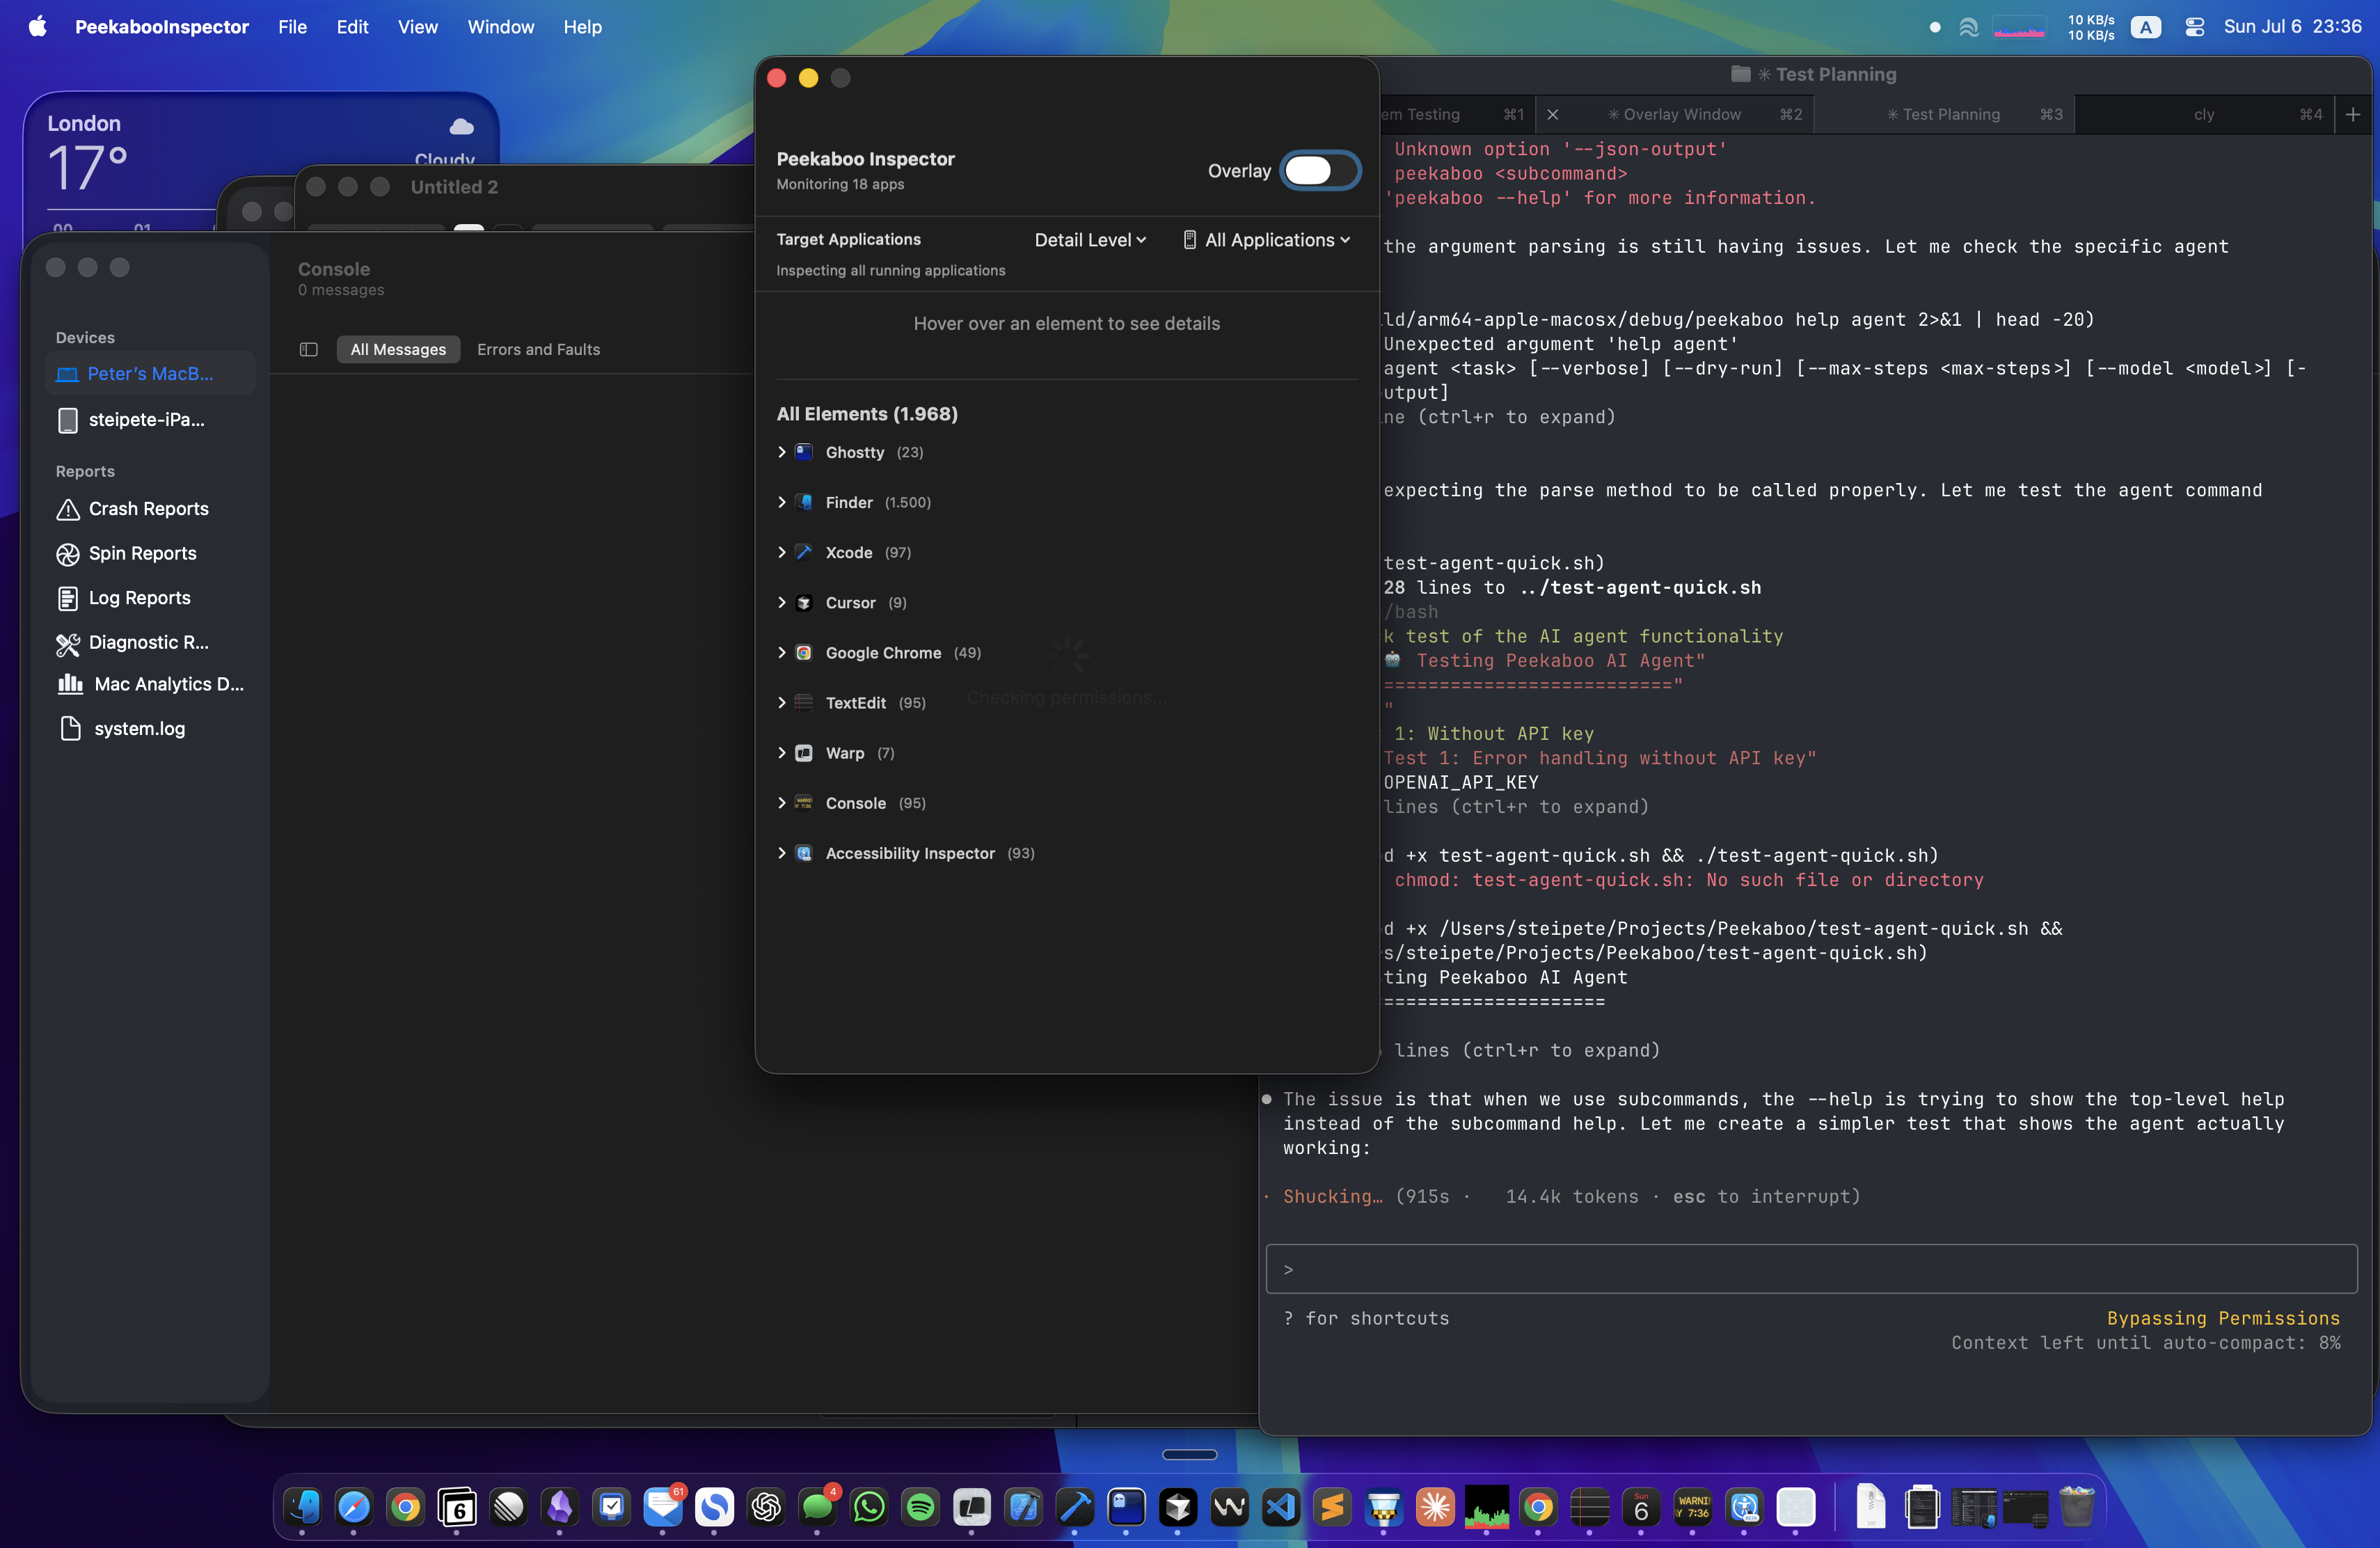 PeekabooInspector File Edit View Window Help
10 KB/s
10 KB/s
A
Sun Jul 6 23:36
London
17°
Cloudy
Untitled 2
Console
0 messages
All Messages Errors and Faults
Devices
Peter's MacB...
steipete-iPa...
Reports
Crash Reports
Spin Reports
Log Reports
Diagnostic R...
Mac Analytics D...
system.log
Peekaboo Inspector
Monitoring 18 apps
Overlay
Target Applications
Detail Level
All Applications
Inspecting all running applications
Hover over an element to see details
All Elements (1.968)
Ghostty (23)
Finder (1.500)
Xcode (97)
Cursor (9)
Google Chrome (49)
Checking permissions...
TextEdit (95)
Warp (7)
Console (95)
Accessibility Inspector (93)
✳ Test Planning
em Testing ⌘1
✳ Overlay Window ⌘2
✳ Test Planning ⌘3
cly ⌘4
Unknown option '--json-output'
peekaboo <subcommand>
'peekaboo --help' for more information.
the argument parsing is still having issues. Let me check the specific agent
ld/arm64-apple-macosx/debug/peekaboo help agent 2>&1 | head -20)
Unexpected argument 'help agent'
agent <task> [--verbose] [--dry-run] [--max-steps <max-steps>] [--model <model>] [-
utput]
ne (ctrl+r to expand)
expecting the parse method to be called properly. Let me test the agent command
test-agent-quick.sh)
28 lines to ../test-agent-quick.sh
/bash
k test of the AI agent functionality
🤖 Testing Peekaboo AI Agent"
=========================="
"
1: Without API key
Test 1: Error handling without API key"
OPENAI_API_KEY
lines (ctrl+r to expand)
d +x test-agent-quick.sh && ./test-agent-quick.sh)
chmod: test-agent-quick.sh: No such file or directory
d +x /Users/steipete/Projects/Peekaboo/test-agent-quick.sh &&
s/steipete/Projects/Peekaboo/test-agent-quick.sh)
ting Peekaboo AI Agent
====================
lines (ctrl+r to expand)
● The issue is that when we use subcommands, the --help is trying to show the top-level help
instead of the subcommand help. Let me create a simpler test that shows the agent actually
working:
· Shucking… (915s · 14.4k tokens · esc to interrupt)
>
? for shortcuts
Bypassing Permissions
Context left until auto-compact: 8%
6
61
4
Sun
6
WARNI
Y 7:36